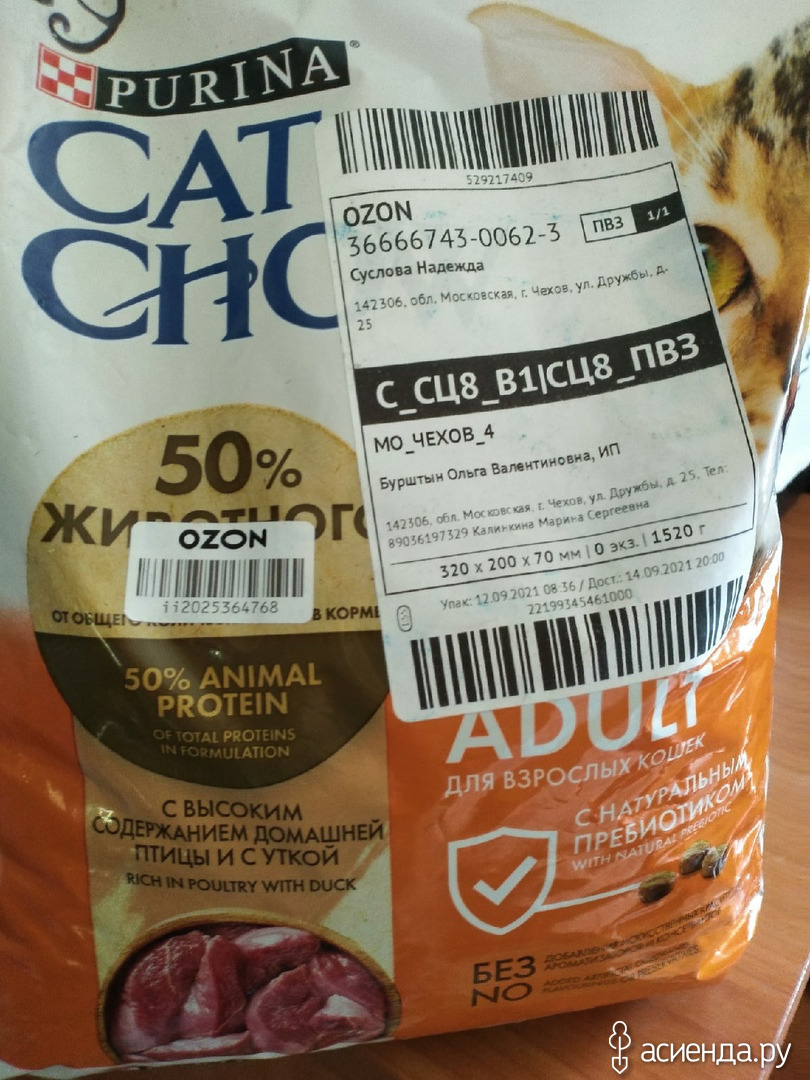 PURINA
CAT
CHO
529217409
OZON
36666743-0062-3
ПВЗ 1/1
Суслова Надежда
142306, обл. Московская, г. Чехов, ул. Дружбы, д.
25
С_СЦ8_В1|СЦ8_ПВЗ
МО_ЧЕХОВ_4
Бурштын Ольга Валентиновна, ИП
142306, обл. Московская, г. Чехов, ул. Дружбы, д. 25, Тел:
89036197329 Калинкина Марина Сергеевна
320 x 200 x 70 мм | 0 экз. | 1520 г
Упак: 12.09.2021 08:36 / Дост.: 14.09.2021 20:00
22199345461000
50%
OZON
ii2025364768
ОТ В КОРМЕ
50% ANIMAL
PROTEIN
OF TOTAL PROTEINS
IN FORMULATION
С ВЫСОКИМ
СОДЕРЖАНИЕМ ДОМАШНЕЙ
ПТИЦЫ И С УТКОЙ
RICH IN POULTRY WITH DUCK
ADULT
ДЛЯ ВЗРОСЛЫХ КОШЕК
С НАТУРАЛЬНЫМ
ПРЕБИОТИКОМ
WITH NATURAL PREBIOTIC
БЕЗ
NO
асиенда.ру